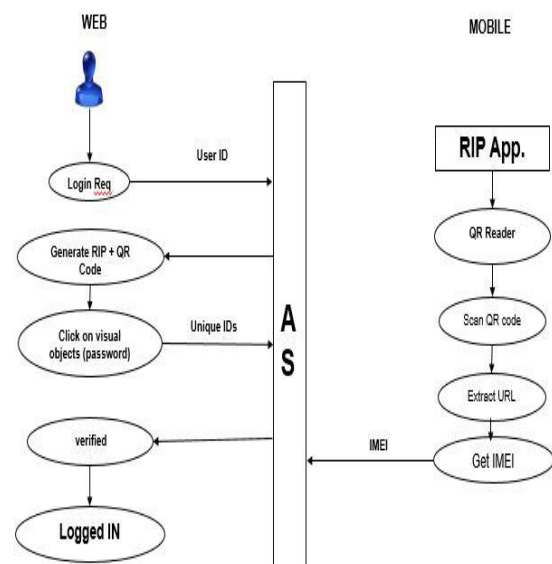 WEB
MOBILE
User ID
Login Req
Generate RIP + QR
Code
Click on visual
objects (password)
Unique IDs
verified
Logged IN
A
S
RIP App.
QR Reader
Scan QR code
Extract URL
Get IMEI
IMEI